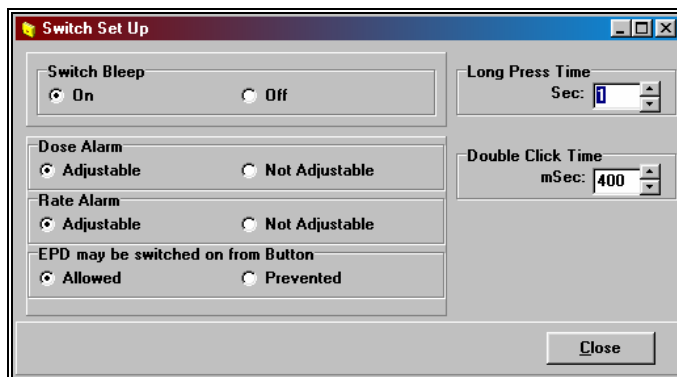 Switch Set Up
Switch Bleep
On Off
Long Press Time
Sec: 1
Dose Alarm
Adjustable Not Adjustable
Double Click Time
mSec: 400
Rate Alarm
Adjustable Not Adjustable
EPD may be switched on from Button
Allowed Prevented
Close